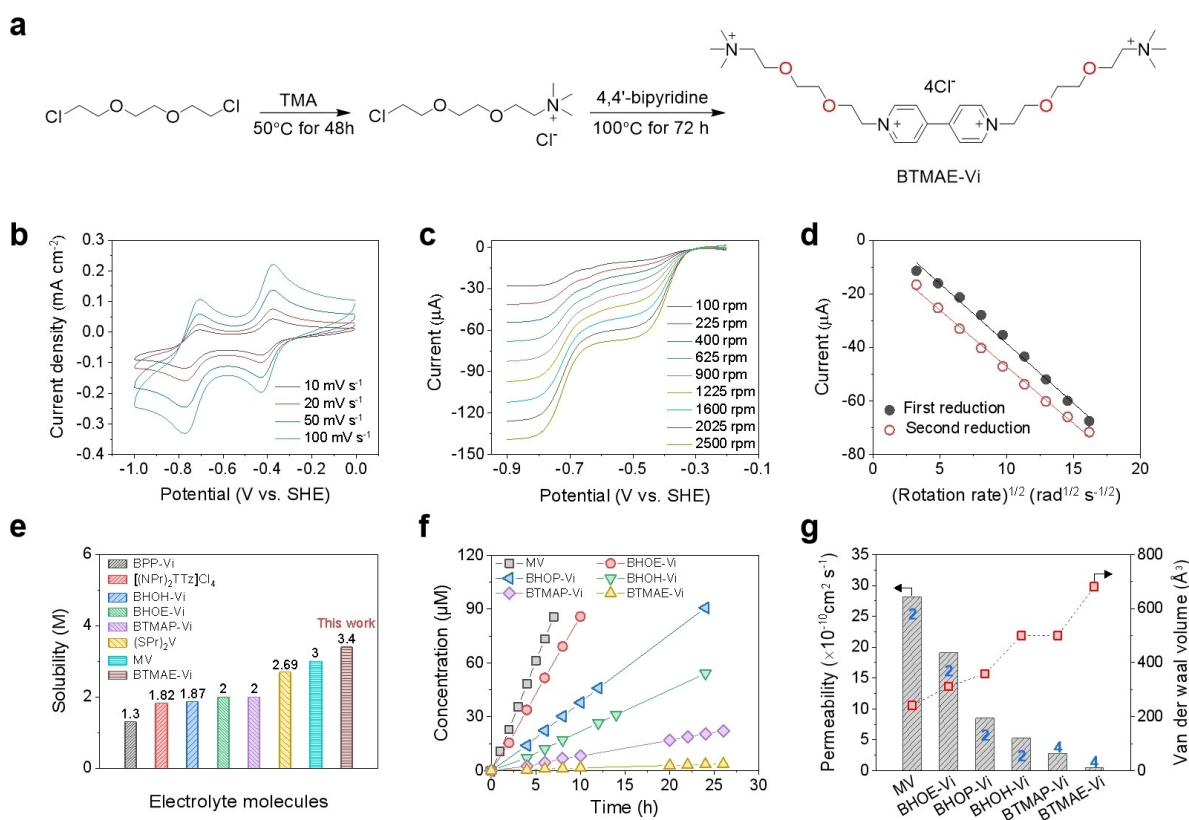 a
Cl
O
O
Cl
TMA
50°C for 48h
Cl
O
O
N
+
Cl⁻
4,4'-bipyridine
100°C for 72 h
N
+
O
O
N
+
4Cl⁻
+
N
O
O
N
+
BTMAE-Vi
b
Current density (mA cm⁻²)
0.3
0.2
0.1
0.0
-0.1
-0.2
-0.3
-0.4
10 mV s⁻¹
20 mV s⁻¹
50 mV s⁻¹
100 mV s⁻¹
-1.0 -0.8 -0.6 -0.4 -0.2 0.0
Potential (V vs. SHE)
c
Current (μA)
0
-30
-60
-90
-120
-150
100 rpm
225 rpm
400 rpm
625 rpm
900 rpm
1225 rpm
1600 rpm
2025 rpm
2500 rpm
-0.9 -0.7 -0.5 -0.3 -0.1
Potential (V vs. SHE)
d
Current (μA)
0
-20
-40
-60
-80
First reduction
Second reduction
0 5 10 15 20
(Rotation rate)¹/² (rad¹/² s⁻¹/²)
e
Solubility (M)
6
4
2
0
BPP-Vi
[(NPr)₂TTz]Cl₄
BHOH-Vi
BHOE-Vi
BTMAP-Vi
(SPr)₂V
MV
BTMAE-Vi
This work
1.3
1.82
1.87
2
2
2.69
3
3.4
Electrolyte molecules
f
Concentration (μM)
120
90
60
30
0
MV
BHOE-Vi
BHOP-Vi
BHOH-Vi
BTMAP-Vi
BTMAE-Vi
0 5 10 15 20 25 30
Time (h)
g
Permeability (×10⁻¹⁰cm² s⁻¹)
35
30
25
20
15
10
5
0
2
2
2
2
4
4
MV
BHOE-Vi
BHOP-Vi
BHOH-Vi
BTMAP-Vi
BTMAE-Vi
800
700
600
500
400
300
200
100
0
Van der waal volume (Å³)